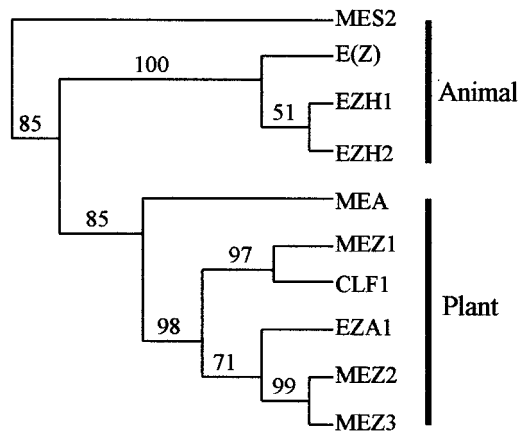 MES2
E(Z)
100
EZH1
Animal
51
85
EZH2
MEA
85
MEZ1
97
CLF1
Plant
EZA1
98
71
MEZ2
99
MEZ3